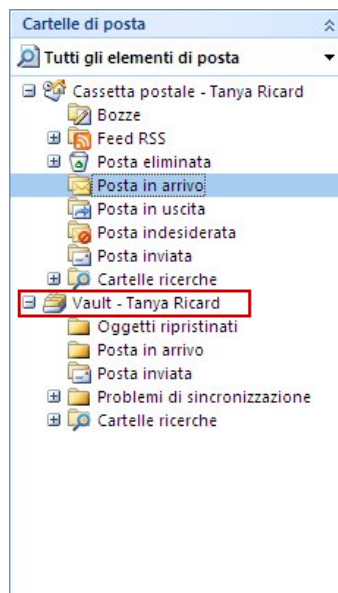 Cartelle di posta
Tutti gli elementi di posta
Cassetta postale - Tanya Ricard
Bozze
Feed RSS
Posta eliminata
Posta in arrivo
Posta in uscita
Posta indesiderata
Posta inviata
Cartelle ricerche
Vault - Tanya Ricard
Oggetti ripristinati
Posta in arrivo
Posta inviata
Problemi di sincronizzazione
Cartelle ricerche